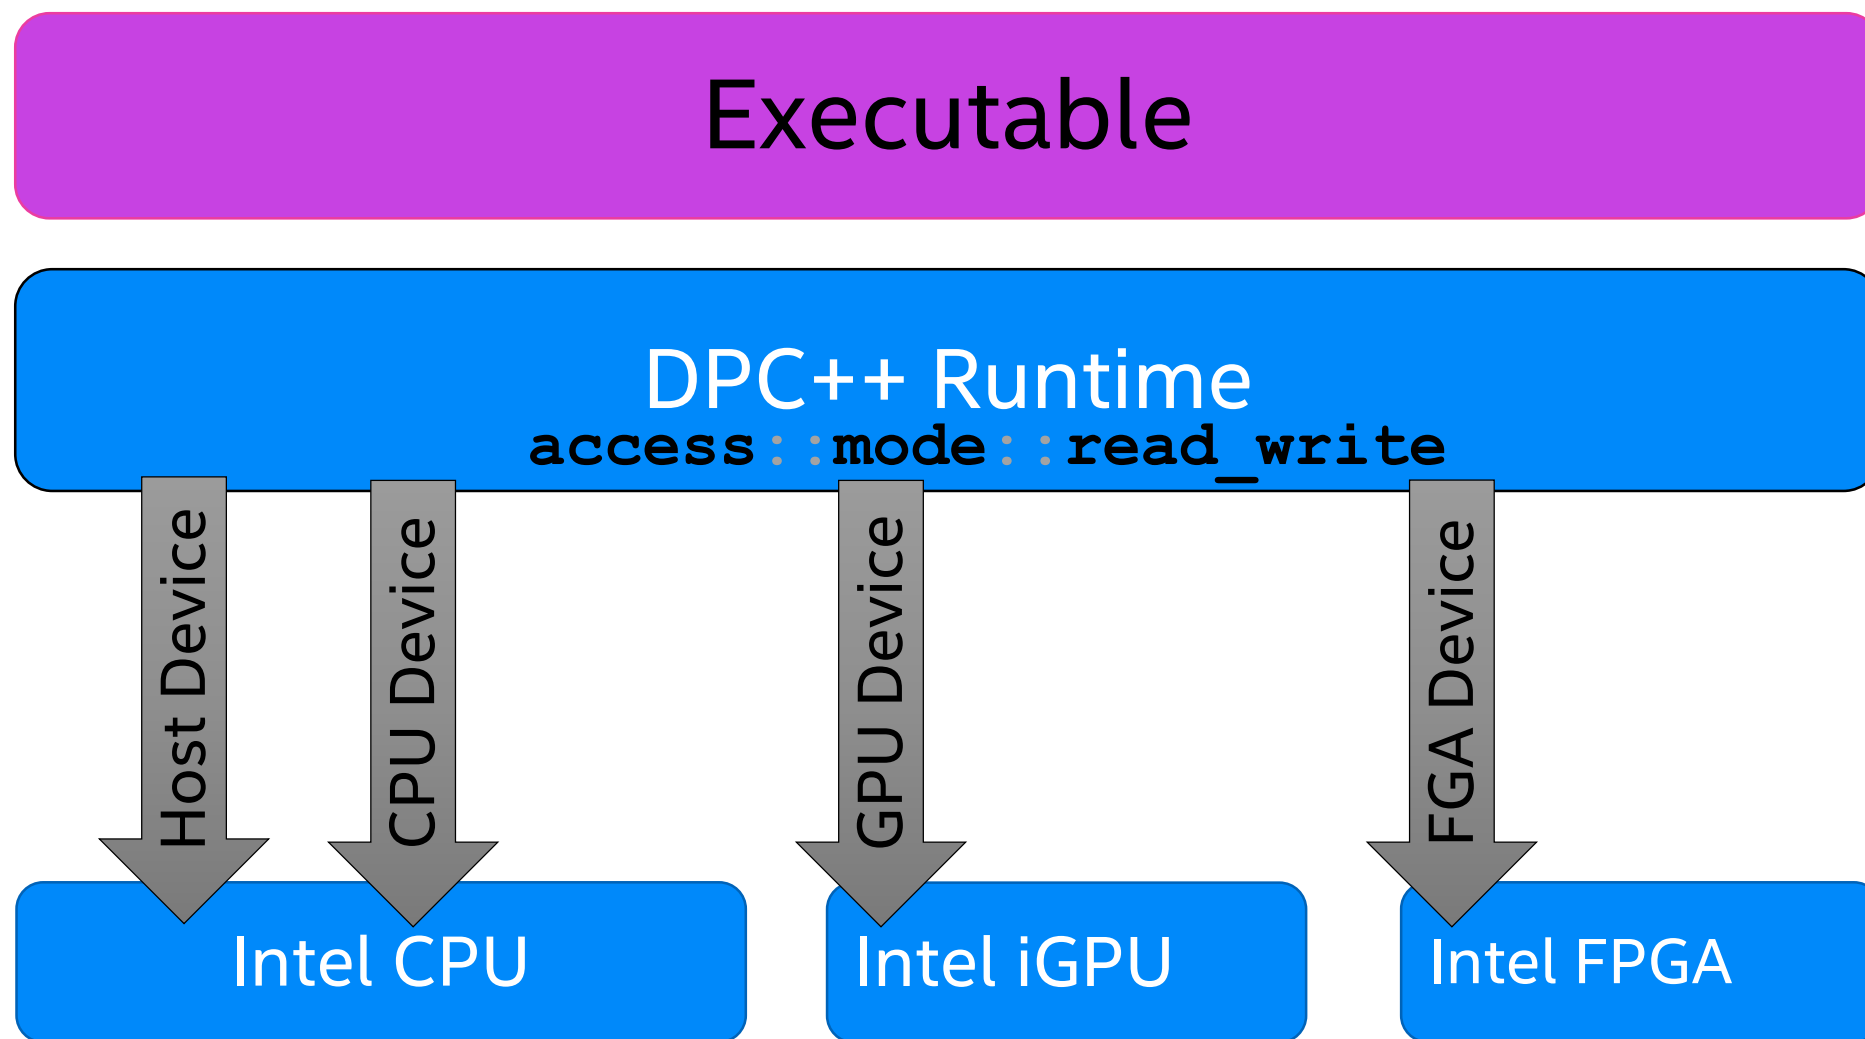 Executable
DPC++ Runtime
access::mode::read_write
Host Device
CPU Device
GPU Device
FGA Device
Intel CPU
Intel iGPU
Intel FPGA